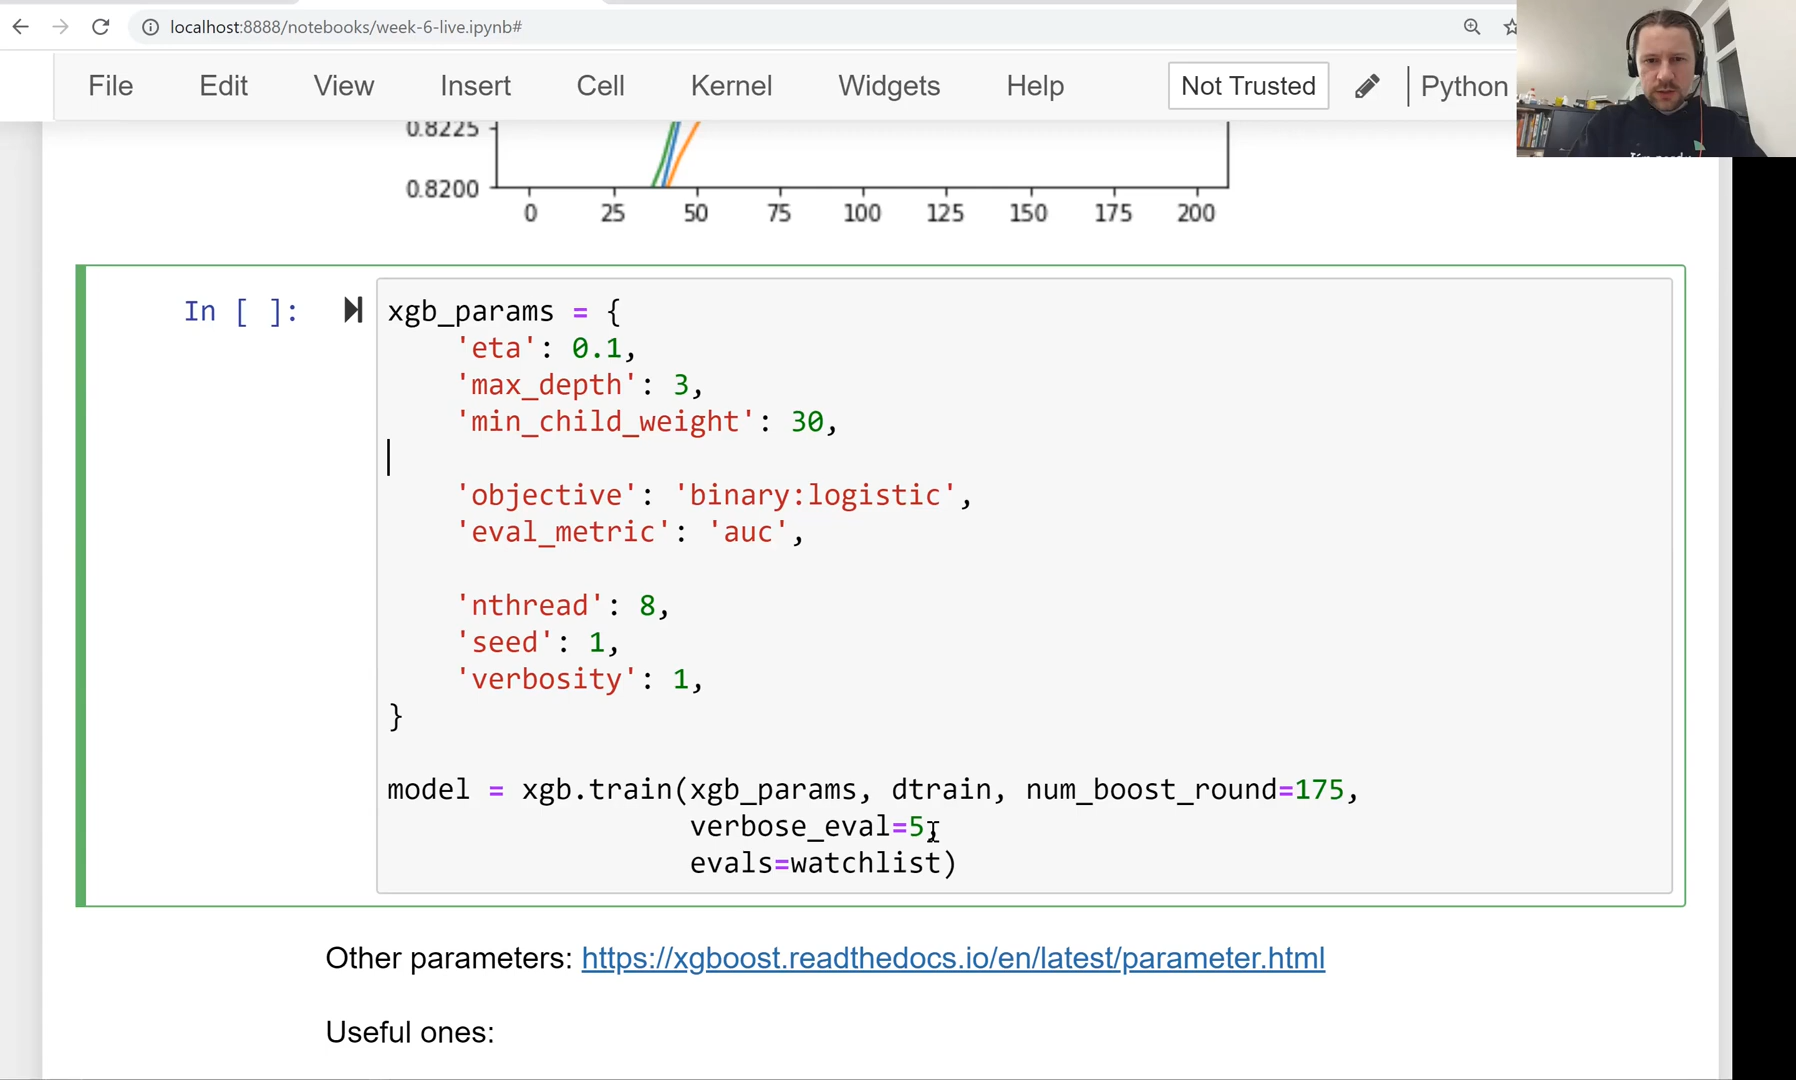 localhost:8888/notebooks/week-6-live.ipynb#
File Edit View Insert Cell Kernel Widgets Help Not Trusted Python
0.8225
0.8200
0 25 50 75 100 125 150 175 200
In [ ]:
xgb_params = {
'eta': 0.1,
'max_depth': 3,
'min_child_weight': 30,
'objective': 'binary:logistic',
'eval_metric': 'auc',
'nthread': 8,
'seed': 1,
'verbosity': 1,
}
model = xgb.train(xgb_params, dtrain, num_boost_round=175,
verbose_eval=5,
evals=watchlist)
Other parameters: https://xgboost.readthedocs.io/en/latest/parameter.html
Useful ones: